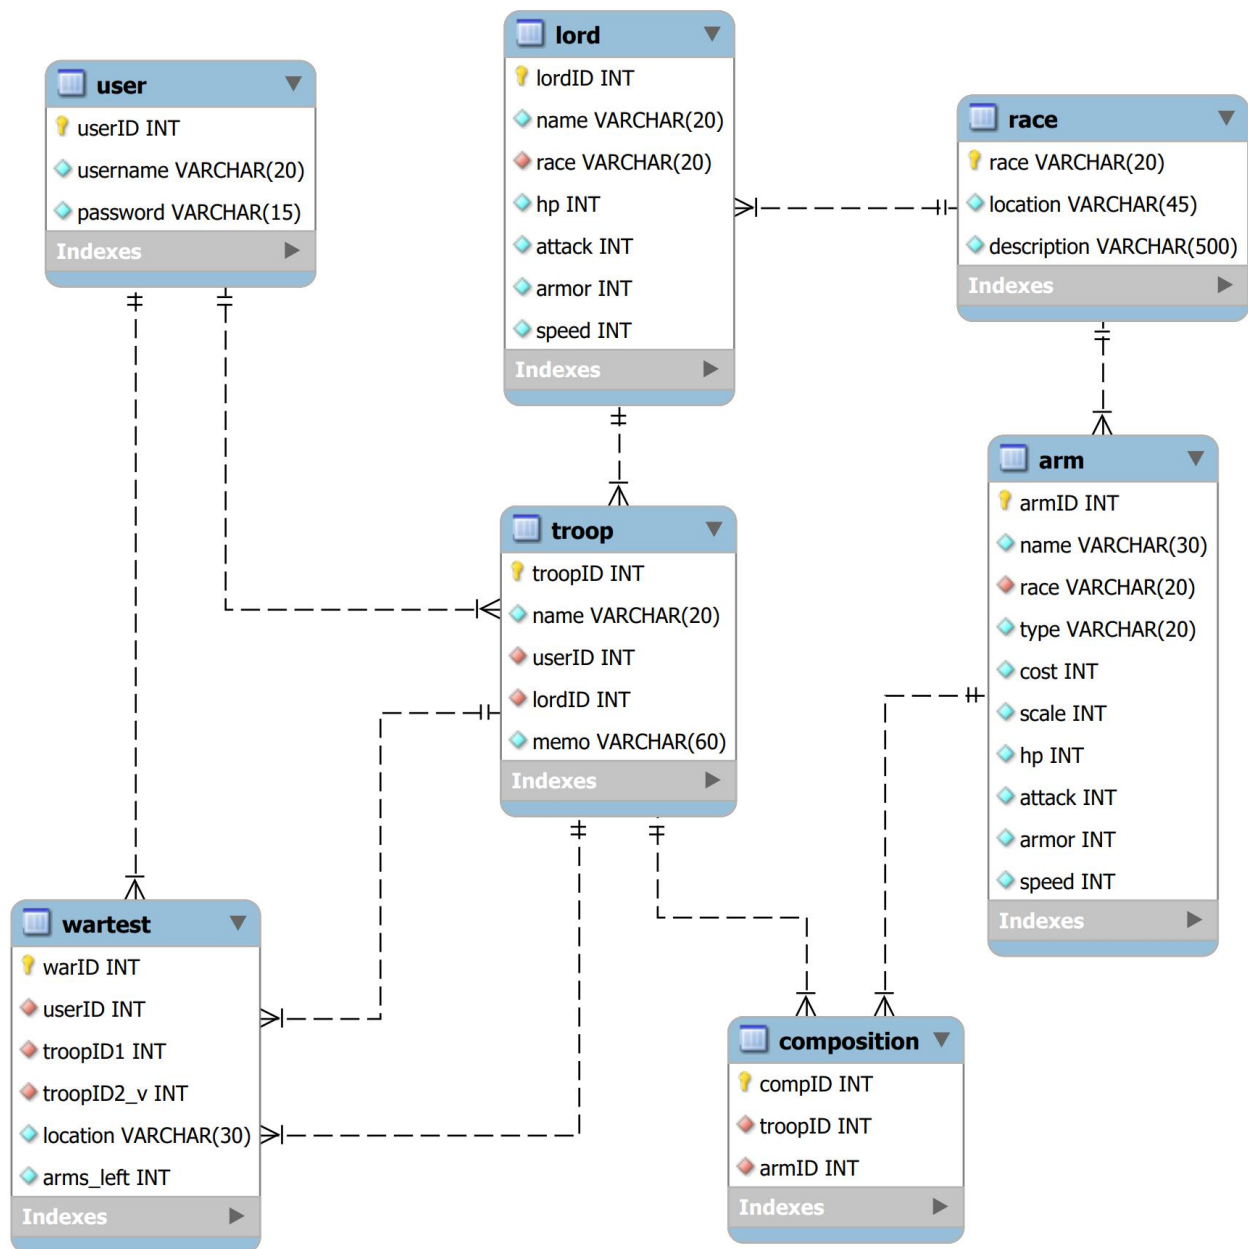 user
userID INT
username VARCHAR(20)
password VARCHAR(15)
Indexes
lord
lordID INT
name VARCHAR(20)
race VARCHAR(20)
hp INT
attack INT
armor INT
speed INT
Indexes
race
race VARCHAR(20)
location VARCHAR(45)
description VARCHAR(500)
Indexes
troop
troopID INT
name VARCHAR(20)
userID INT
lordID INT
memo VARCHAR(60)
Indexes
arm
armID INT
name VARCHAR(30)
race VARCHAR(20)
type VARCHAR(20)
cost INT
scale INT
hp INT
attack INT
armor INT
speed INT
Indexes
wartest
warID INT
userID INT
troopID1 INT
troopID2_v INT
location VARCHAR(30)
arms_left INT
Indexes
composition
compID INT
troopID INT
armID INT
Indexes